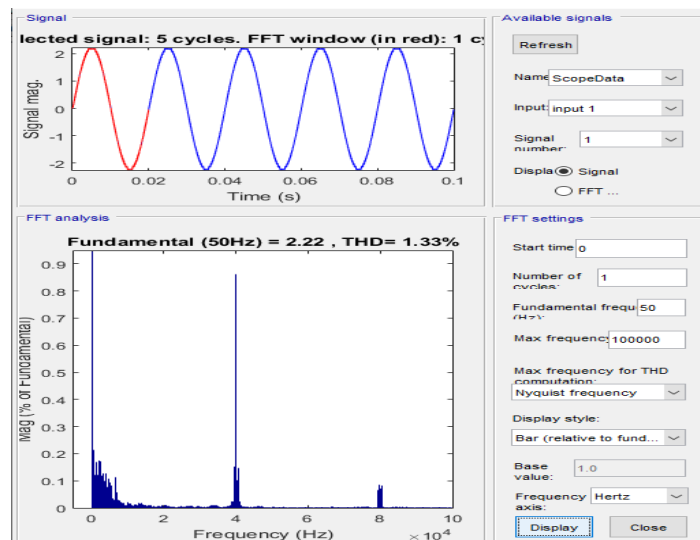 Signal
lected signal: 5 cycles. FFT window (in red): 1 cy
2
1
0
-1
-2
Signal mag.
0 0.02 0.04 0.06 0.08 0.1
Time (s)
Available signals
Refresh
Name ScopeData
Input: input 1
Signal number: 1
Displa Signal
FFT ...
FFT analysis
Fundamental (50Hz) = 2.22 , THD= 1.33%
0.9
0.8
0.7
0.6
0.5
0.4
0.3
0.2
0.1
0
Mag (% of Fundamental)
0 2 4 6 8 10
Frequency (Hz) × 10^4
FFT settings
Start time 0
Number of cycles: 1
Fundamental frequ (Hz): 50
Max frequency 100000
Max frequency for THD
computation:
Nyquist frequency
Display style:
Bar (relative to fund...
Base value: 1.0
Frequency axis: Hertz
Display Close